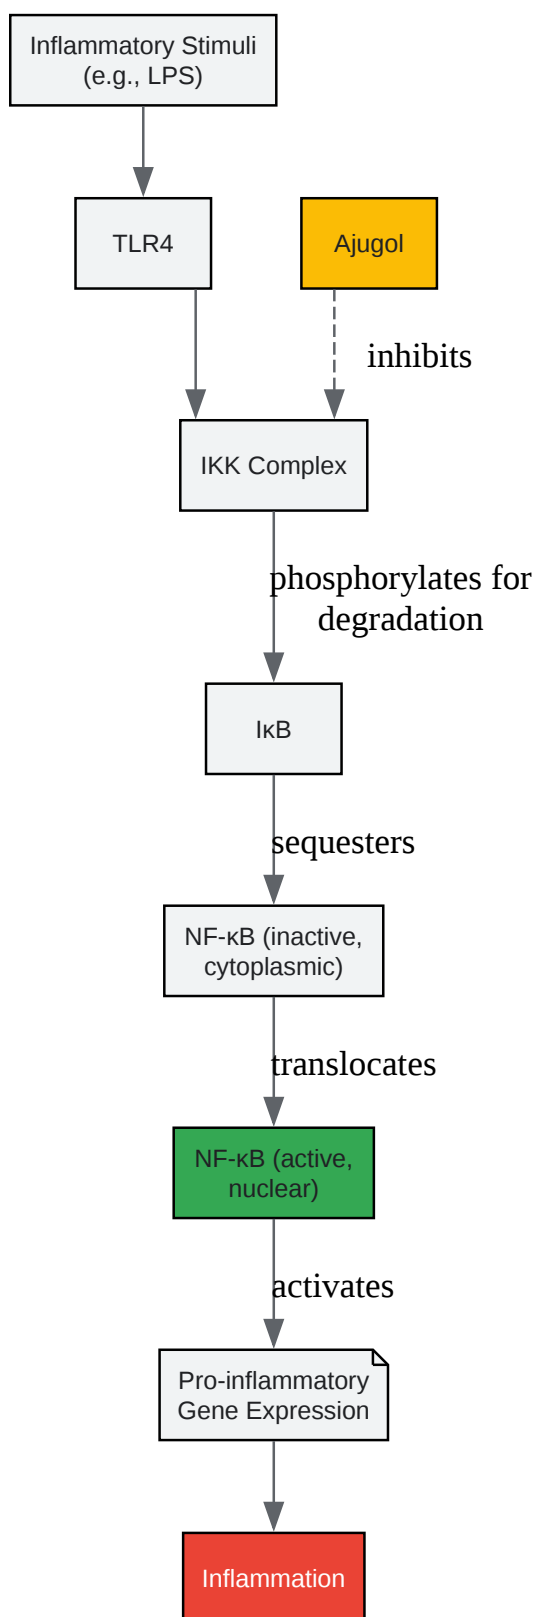 Inflammatory Stimuli
(e.g., LPS)
TLR4
Ajugol
inhibits
IKK Complex
phosphorylates for
degradation
IκB
sequesters
NF-κB (inactive,
cytoplasmic)
translocates
NF-κB (active,
nuclear)
activates
Pro-inflammatory
Gene Expression
Inflammation